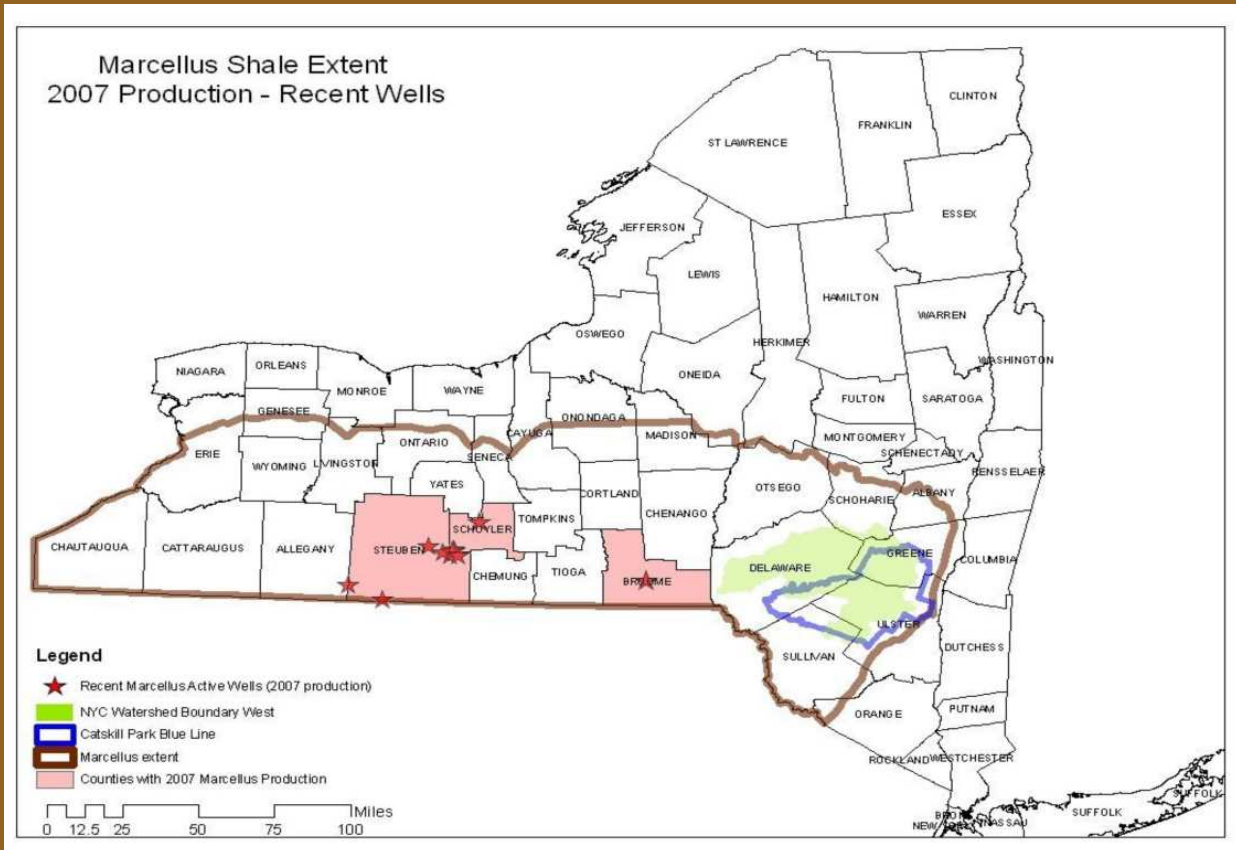 Marcellus Shale Extent
2007 Production - Recent Wells
CLINTON
FRANKLIN
ST LAWRENCE
ESSEX
JEFFERSON
LEWIS
HAMILTON
WARREN
OSWEGO
HERKIMER
WASHINGTON
ORLEANS
NIAGARA
MONROE
WAYNE
ONEIDA
FULTON
SARATOGA
GENESEE
ONONDAGA
CAYUGA
MADISON
MONTGOMERY
ONTARIO
SENECA
SCHENECTADY
ERIE
WYOMING
LIVINGSTON
RENSSELAER
YATES
OTSEGO
ALBANY
CORTLAND
SCHOHARIE
CHENANGO
TOMPKINS
SCHUYLER
CHAUTAUQUA
CATTARAUGUS
ALLEGANY
STEUBEN
GREENE
COLUMBIA
DELAWARE
CHEMUNG
TIOGA
BROOME
ULSTER
DUTCHESS
SULLIVAN
PUTNAM
ORANGE
ROCKLAND
WESTCHESTER
SUFFOLK
SUFFOLK
NASSAU
Legend
Recent Marcellus Active Wells (2007 production)
NYC Watershed Boundary West
Catskill Park Blue Line
Marcellus extent
Counties with 2007 Marcellus Production
Miles
0 12.5 25 50 75 100